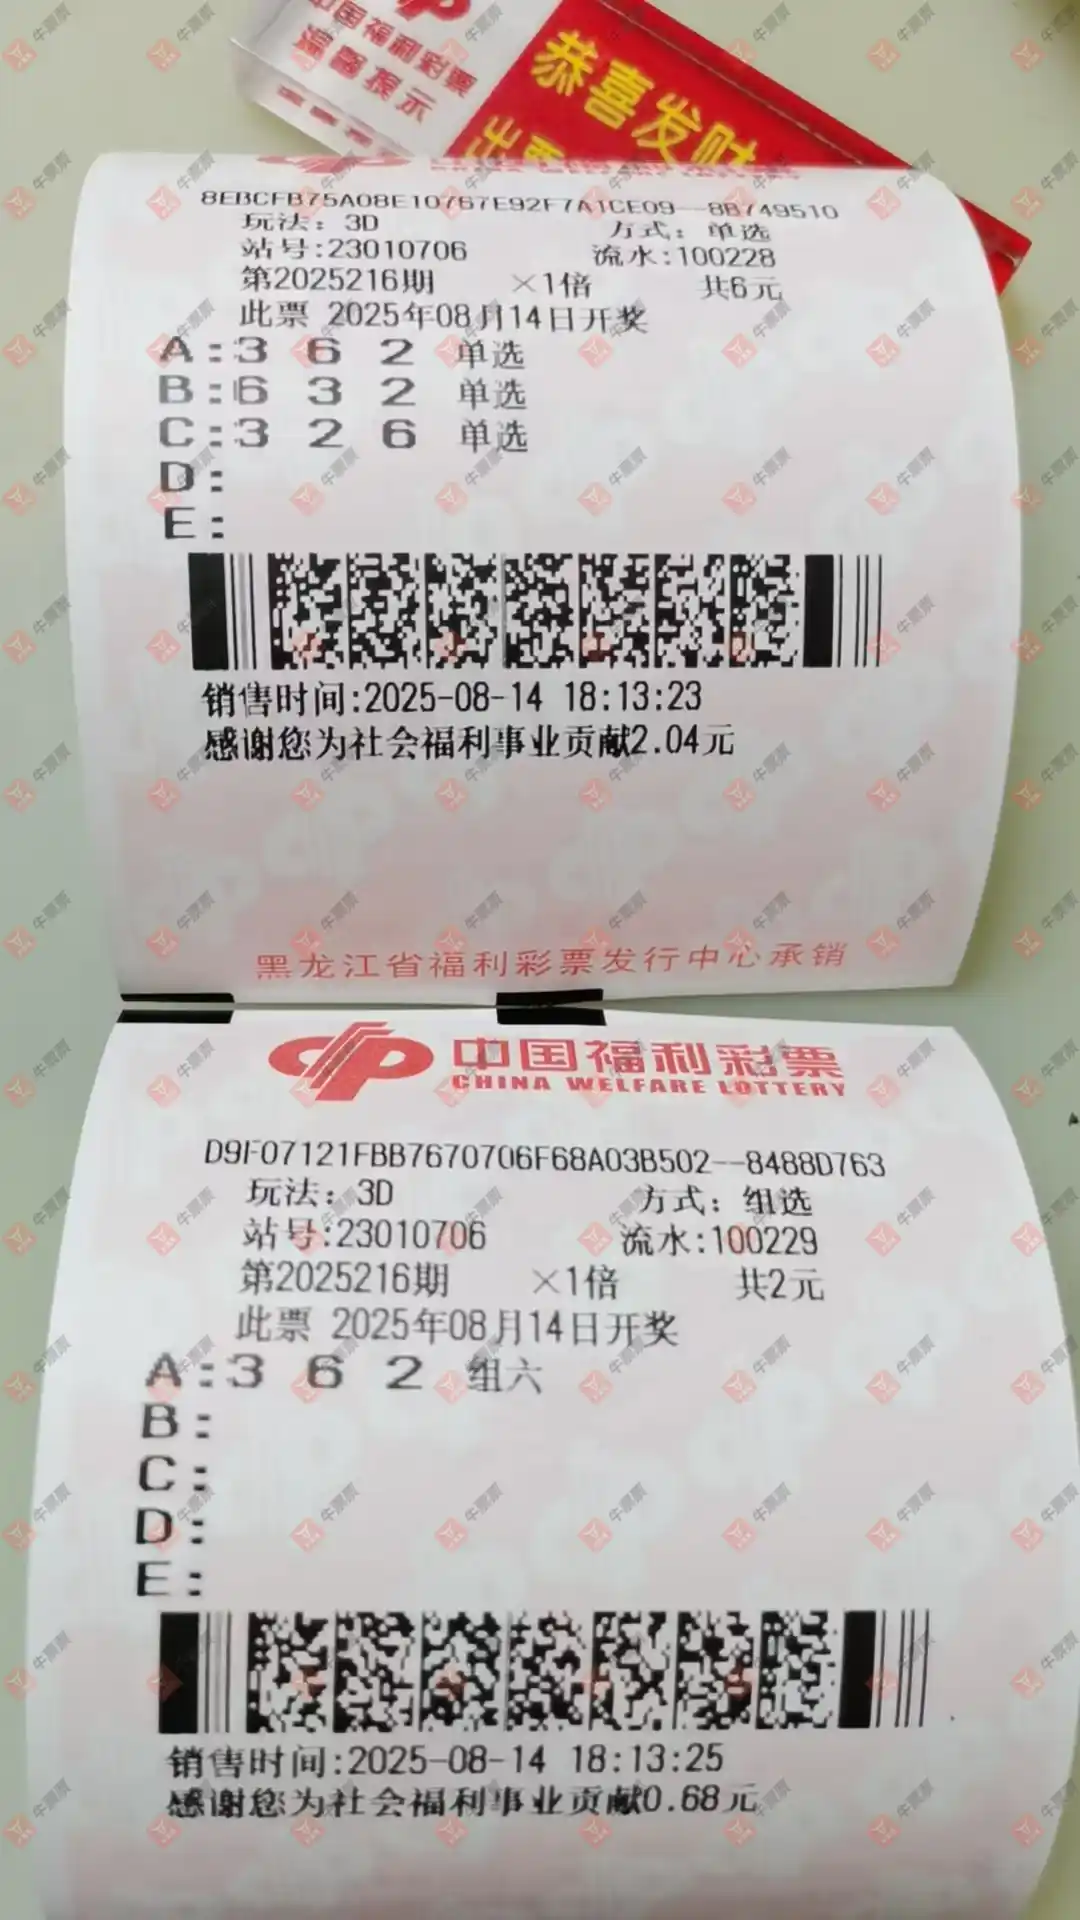 中国福利彩票
温馨提示
恭喜发财
8EBCFB75A08E10767E92F7A1CE09--8B749510
玩法：3D 方式：单选
站号:23010706 流水:100228
第2025216期 ×1倍 共6元
此票 2025年08月14日开奖
A:3 6 2 单选
B:6 3 2 单选
C:3 2 6 单选
D:
E:
销售时间:2025-08-14 18:13:23
感谢您为社会福利事业贡献2.04元
黑龙江省福利彩票发行中心承销
中国福利彩票
CHINA WELFARE LOTTERY
D9F07121FBB7670706F68A03B502--8488D763
玩法：3D 方式：组选
站号:23010706 流水:100229
第2025216期 ×1倍 共2元
此票 2025年08月14日开奖
A:3 6 2 组六
B:
C:
D:
E:
销售时间:2025-08-14 18:13:25
感谢您为社会福利事业贡献0.68元
牛票票